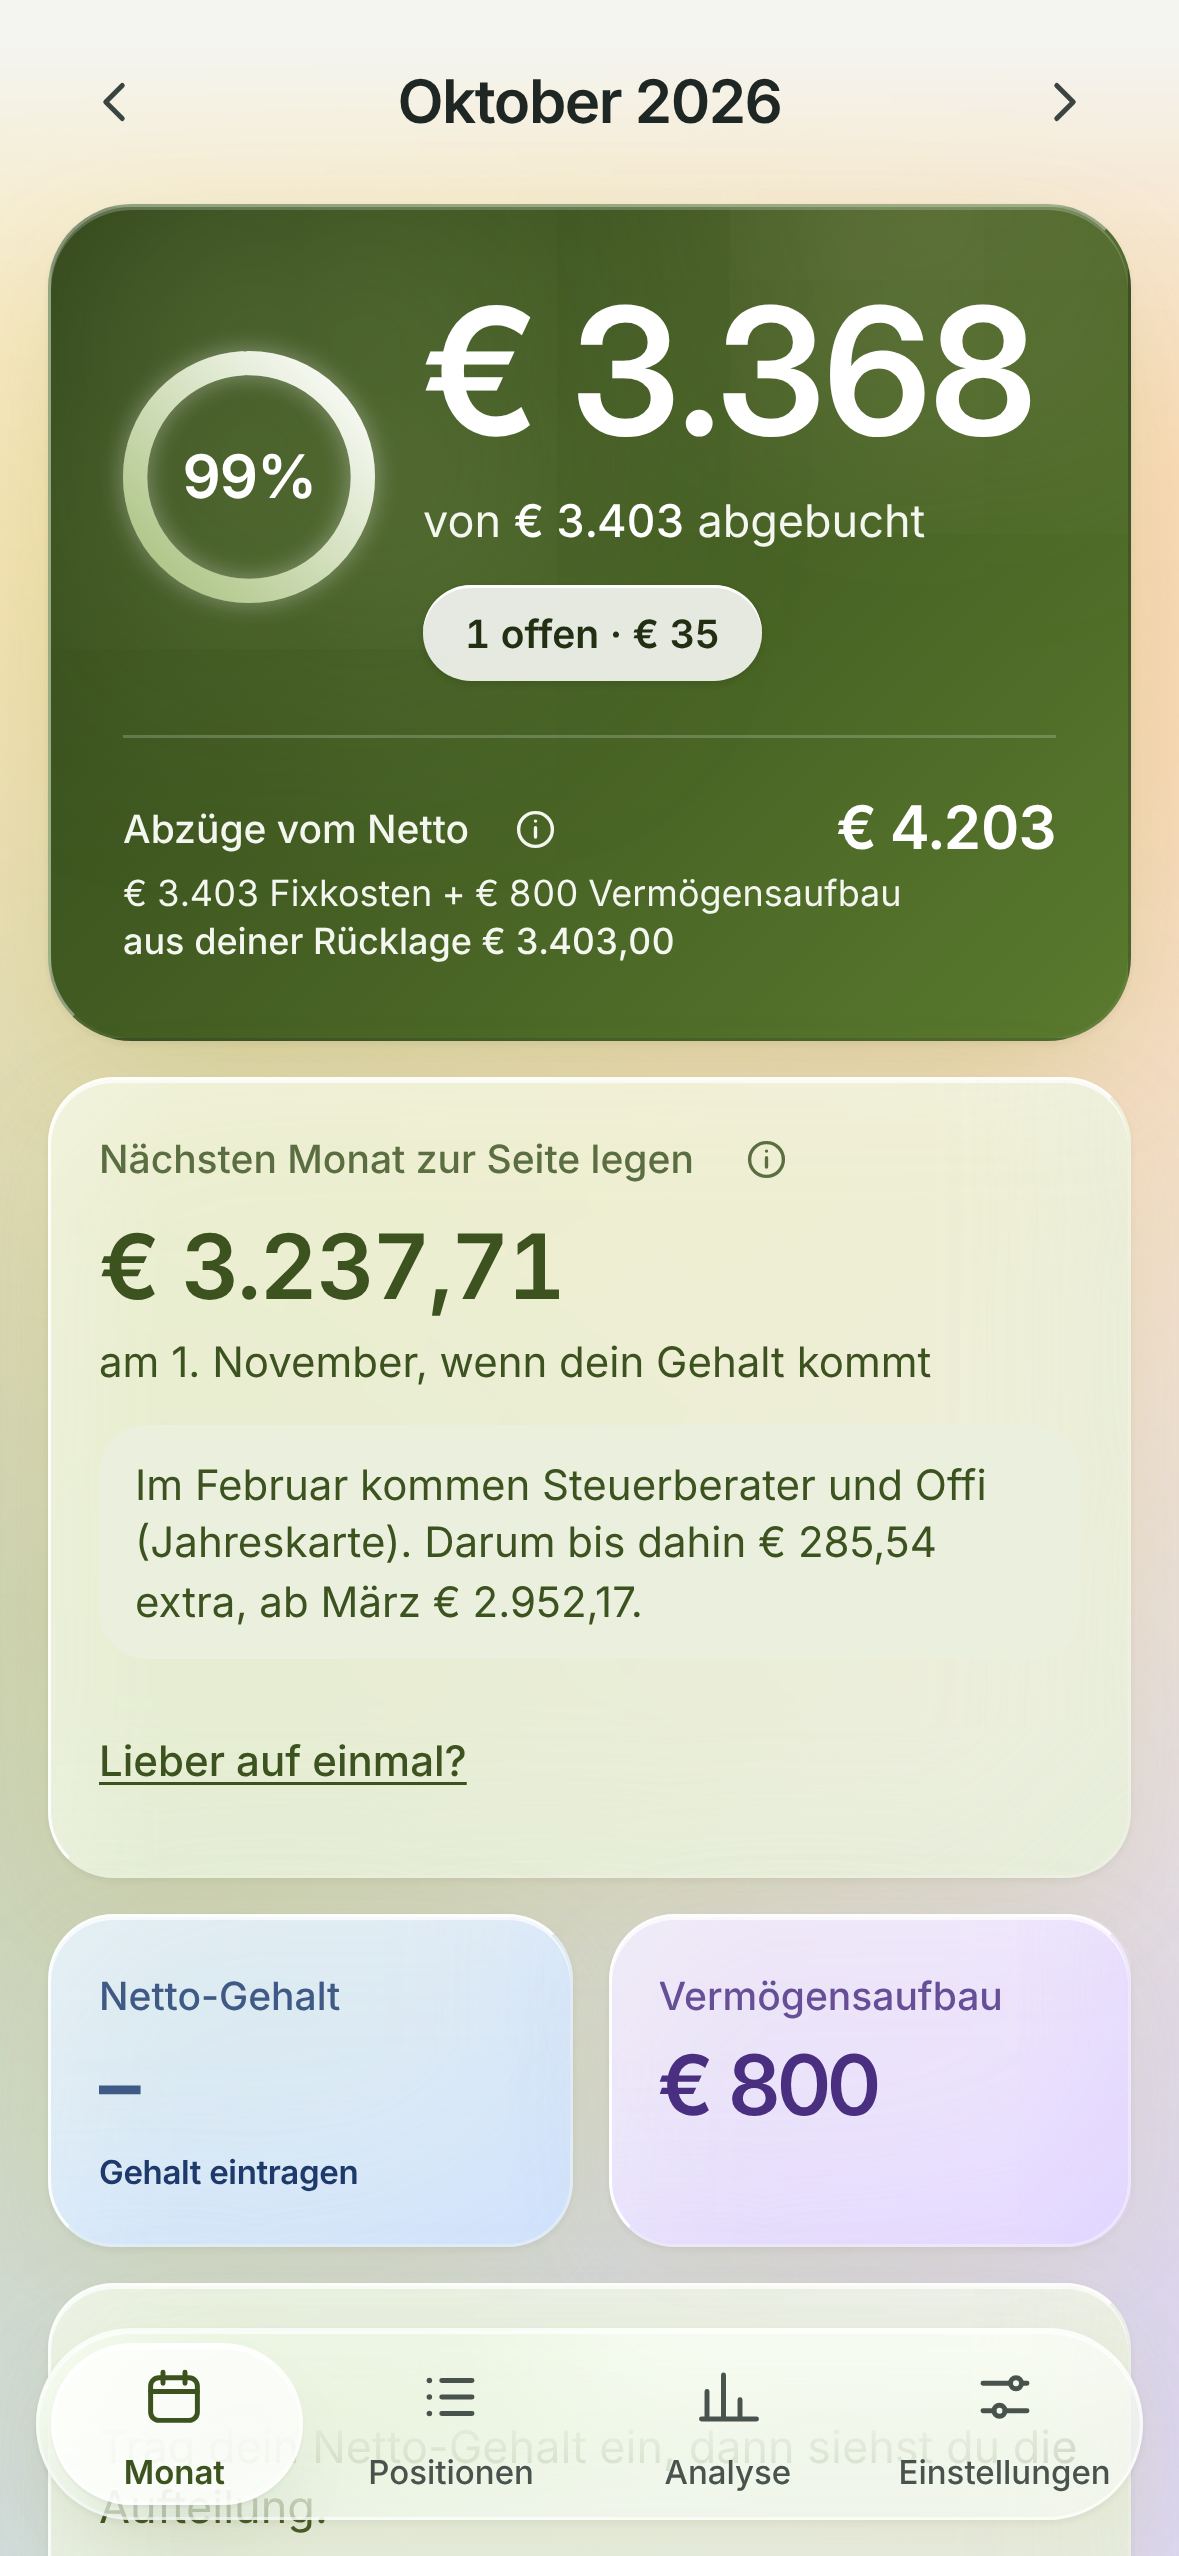 Oktober 2026
€ 3.368
99%
von € 3.403 abgebucht
1 offen · € 35
Abzüge vom Netto
€ 4.203
€ 3.403 Fixkosten + € 800 Vermögensaufbau
aus deiner Rücklage € 3.403,00
Nächsten Monat zur Seite legen
€ 3.237,71
am 1. November, wenn dein Gehalt kommt
Im Februar kommen Steuerberater und Offi
(Jahreskarte). Darum bis dahin € 285,54
extra, ab März € 2.952,17.
Lieber auf einmal?
Netto-Gehalt
–
Gehalt eintragen
Vermögensaufbau
€ 800
Trag dein Netto-Gehalt ein, dann siehst du die
Aufteilung.
Monat
Positionen
Analyse
Einstellungen